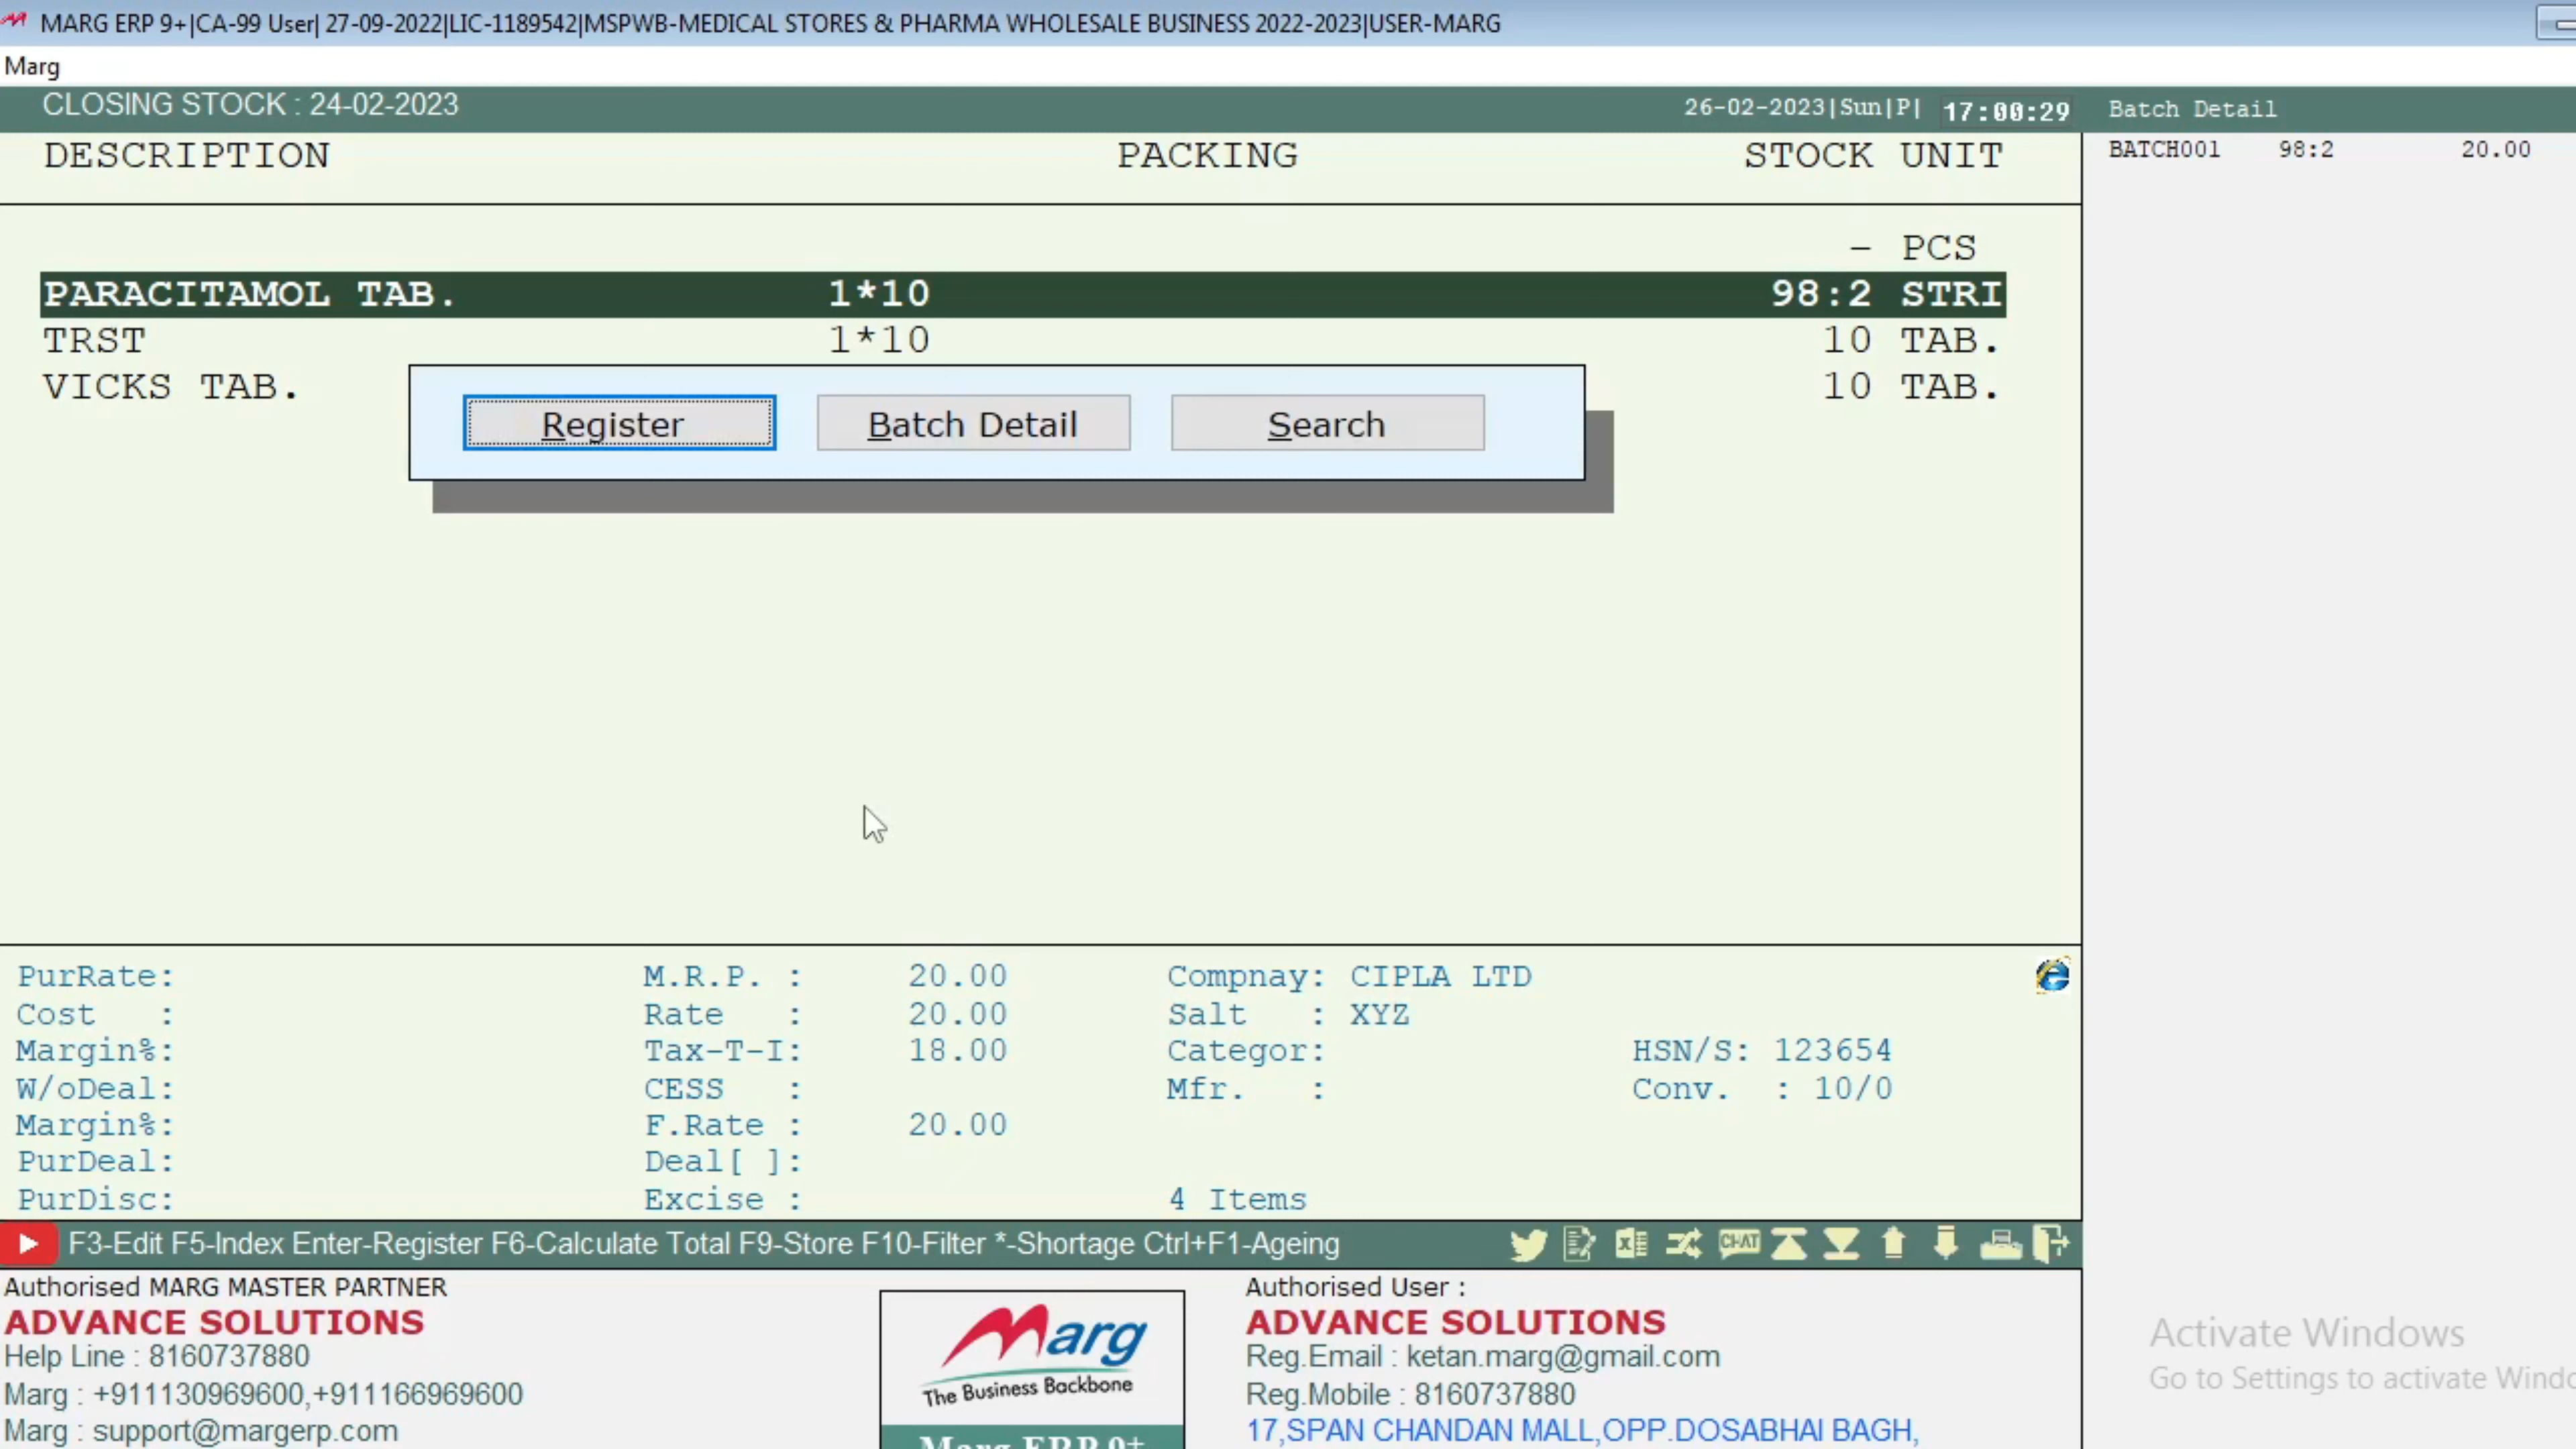 MARG ERP 9+|CA-99 User| 27-09-2022|LIC-1189542|MSPWB-MEDICAL STORES & PHARMA WHOLESALE BUSINESS 2022-2023|USER-MARG
Marg
CLOSING STOCK : 24-02-2023 26-02-2023|Sun|P| 17:00:29 Batch Detail
DESCRIPTION PACKING STOCK UNIT BATCH001 98:2 20.00
- PCS
PARACITAMOL TAB. 1*10 98:2 STRI
TRST 1*10 10 TAB.
VICKS TAB. 10 TAB.
Register Batch Detail Search
PurRate: M.R.P. : 20.00 Compnay: CIPLA LTD
Cost : Rate : 20.00 Salt : XYZ
Margin%: Tax-T-I: 18.00 Categor: HSN/S: 123654
W/oDeal: CESS : Mfr. : Conv. : 10/0
Margin%: F.Rate : 20.00
PurDeal: Deal[ ]:
PurDisc: Excise : 4 Items
F3-Edit F5-Index Enter-Register F6-Calculate Total F9-Store F10-Filter *-Shortage Ctrl+F1-Ageing CHAT
Authorised MARG MASTER PARTNER
ADVANCE SOLUTIONS
Help Line : 8160737880
Marg : +911130969600,+911166969600
Marg : support@margerp.com
Marg
The Business Backbone
Marg ERP 9+
Authorised User :
ADVANCE SOLUTIONS
Reg.Email : ketan.marg@gmail.com
Reg.Mobile : 8160737880
17,SPAN CHANDAN MALL,OPP.DOSABHAI BAGH,
Activate Windows
Go to Settings to activate Windo